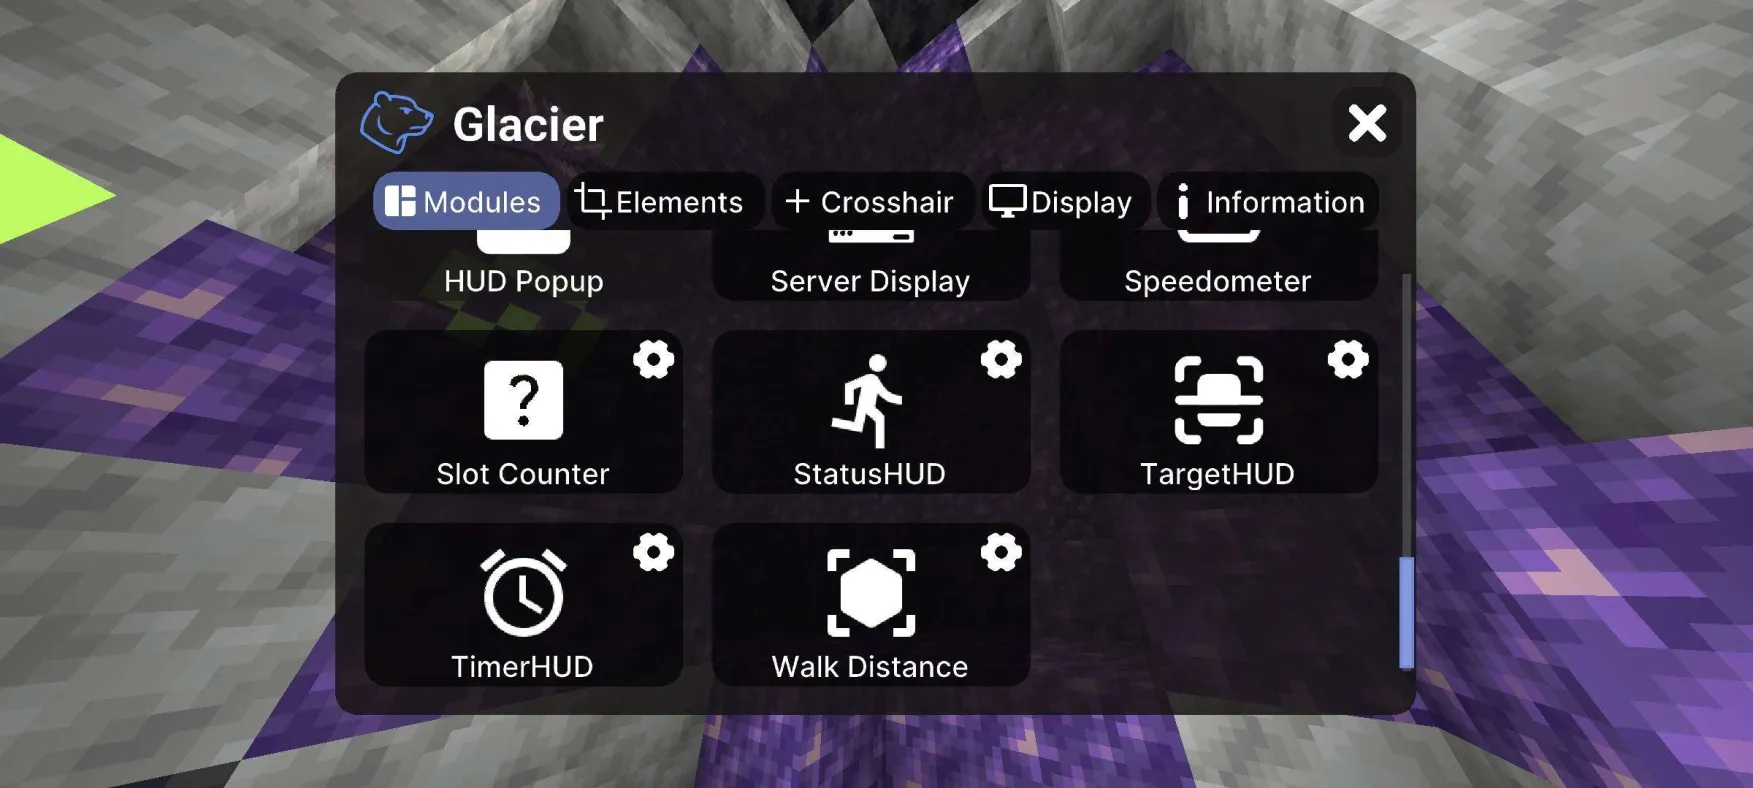 Glacier
Modules Elements + Crosshair Display Information
HUD Popup Server Display Speedometer
? 
Slot Counter StatusHUD TargetHUD
TimerHUD Walk Distance